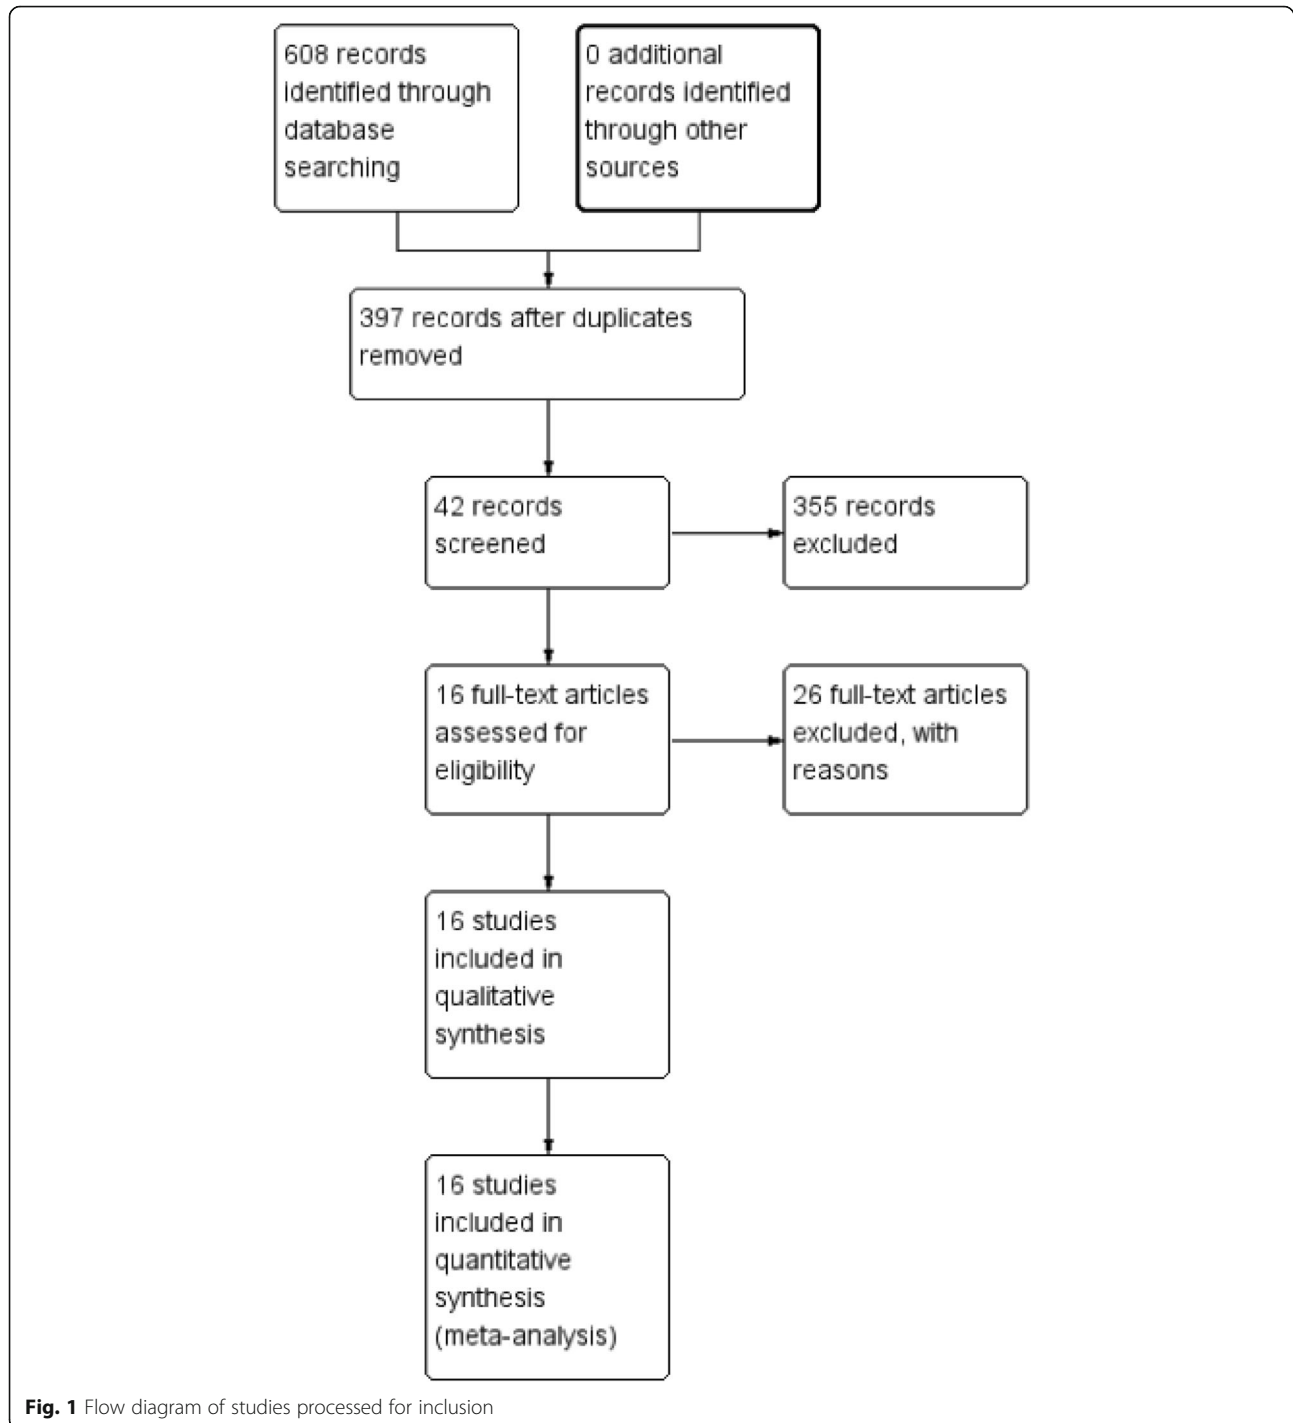 608 records
identified through
database
searching
0 additional
records identified
through other
sources
397 records after duplicates
removed
42 records
screened
355 records
excluded
16 full-text articles
assessed for
eligibility
26 full-text articles
excluded, with
reasons
16 studies
included in
qualitative
synthesis
16 studies
included in
quantitative
synthesis
(meta-analysis)
Fig. 1 Flow diagram of studies processed for inclusion